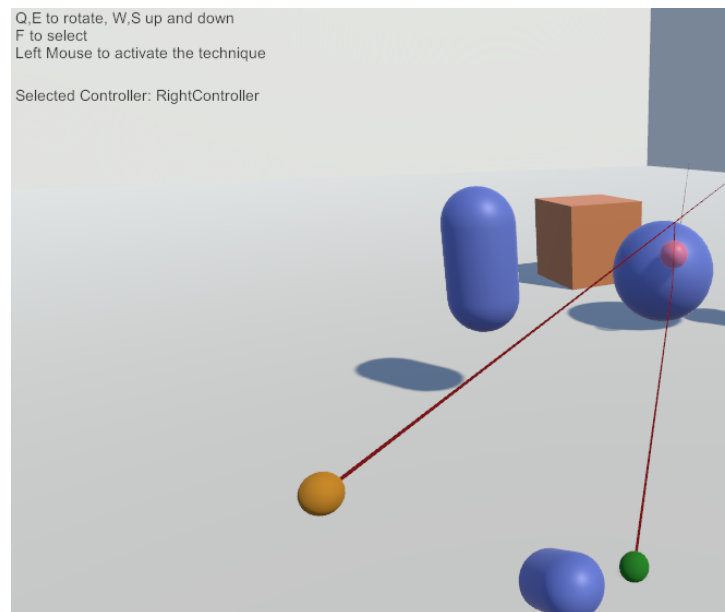 Q,E to rotate, W,S up and down
F to select
Left Mouse to activate the technique
Selected Controller: RightController